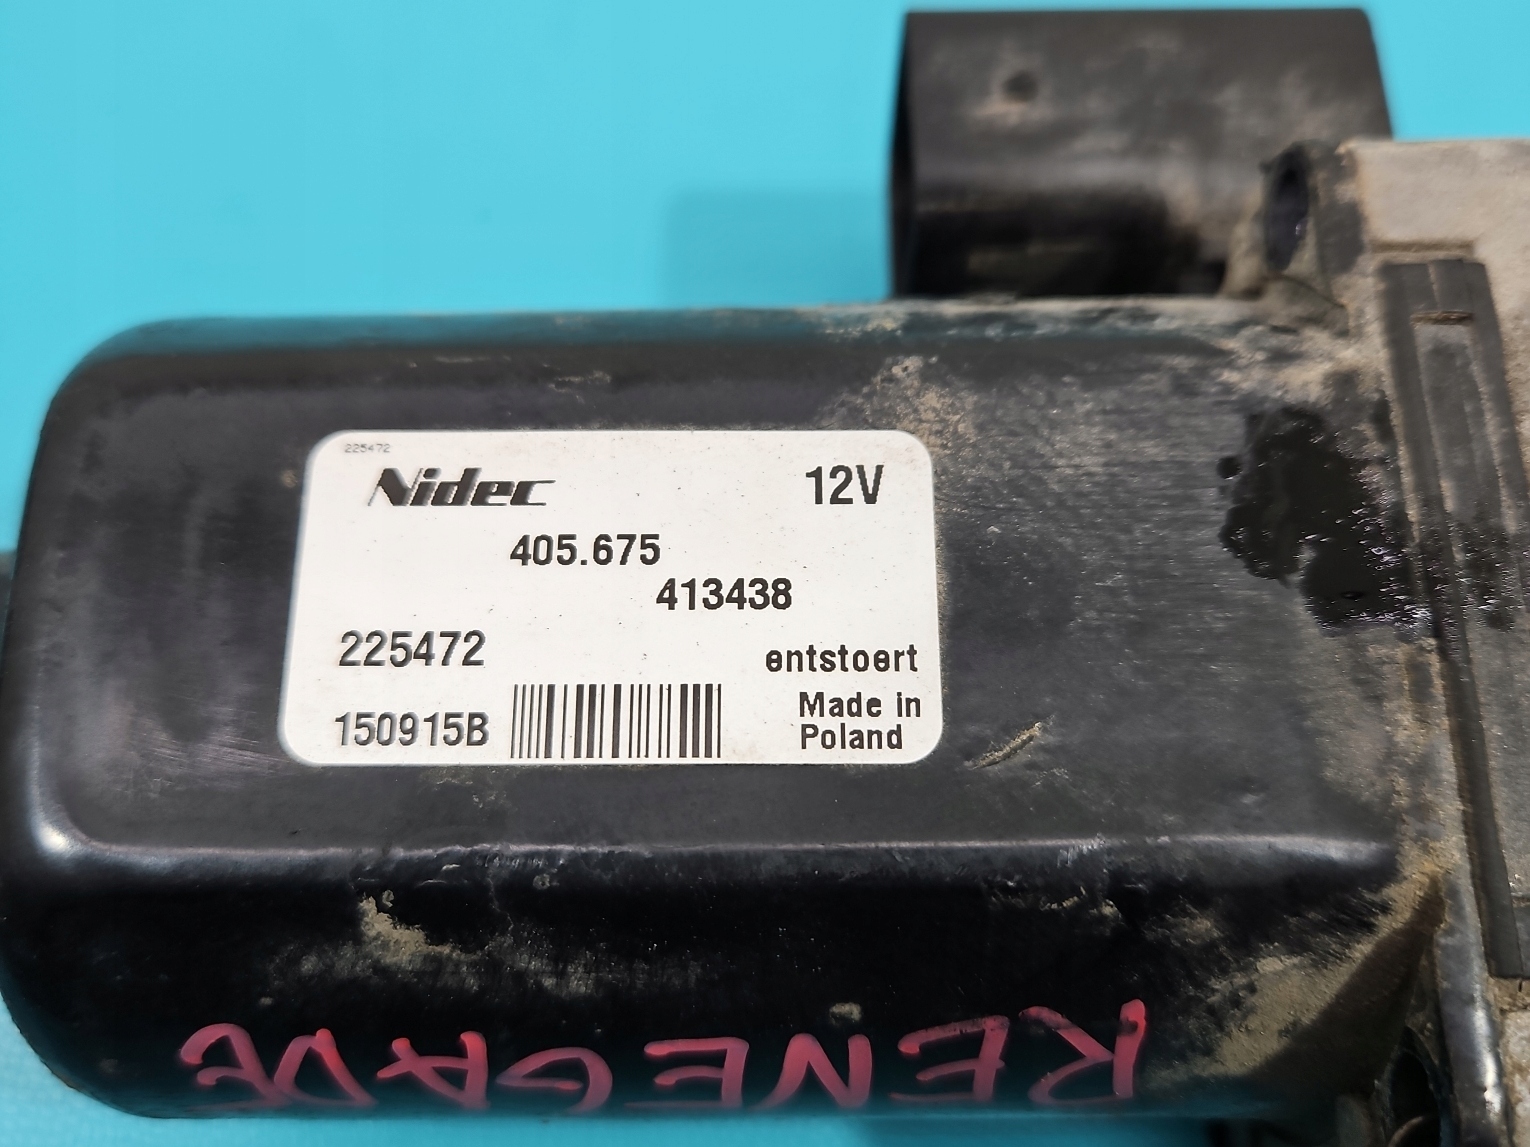 225472
Nidec 12V
405.675
413438
225472
entstoert
150915B
Made in
Poland
RENEGADE